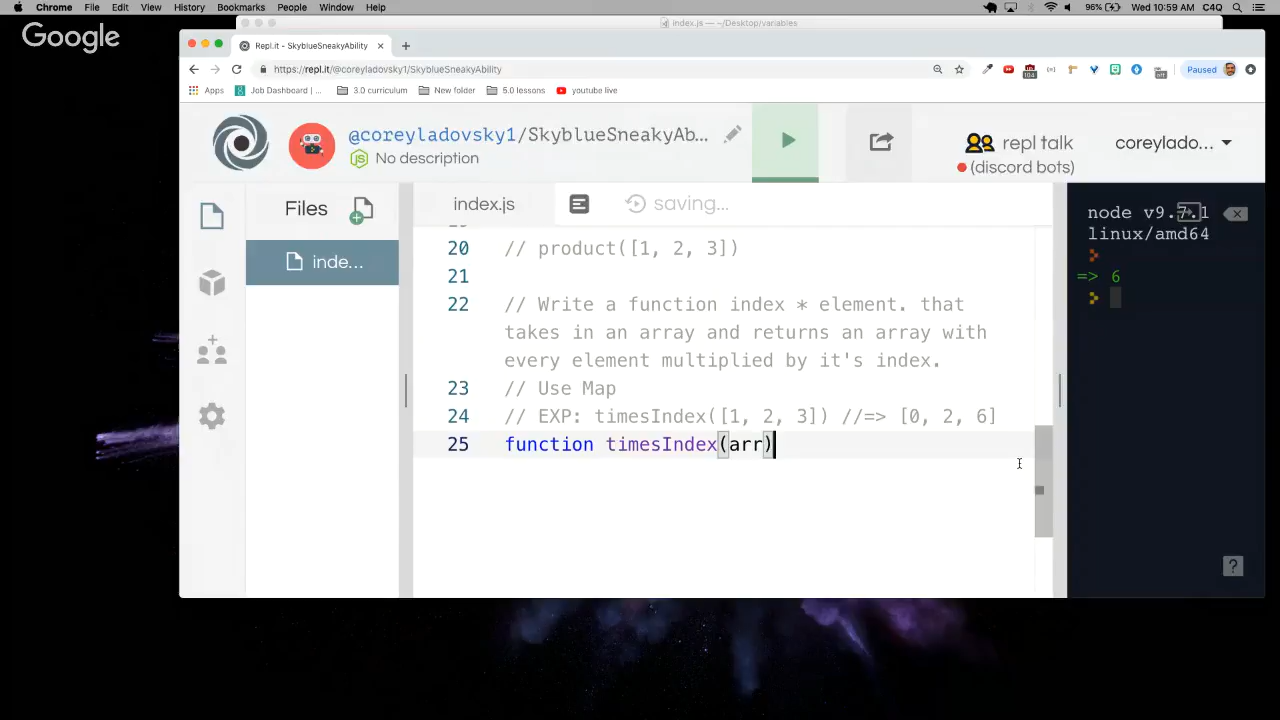 Chrome File Edit View History Bookmarks People Window Help 96% Wed 10:59 AM C4Q
Google
index.js — ~/Desktop/variables
Repl.it - SkyblueSneakyAbility
https://repl.it/@coreyladovsky1/SkyblueSneakyAbility
Paused
Apps Job Dashboard | ... 3.0 curriculum New folder 5.0 lessons youtube live
@coreyladovsky1/SkyblueSneakyAb...
No description
repl talk
(discord bots)
coreylado...
Files
index.js
saving...
inde...
20 // product([1, 2, 3])
21
22 // Write a function index * element. that
takes in an array and returns an array with
every element multiplied by it's index.
23 // Use Map
24 // EXP: timesIndex([1, 2, 3]) //=> [0, 2, 6]
25 function timesIndex(arr)
node v9.7.1
linux/amd64
=> 6
?